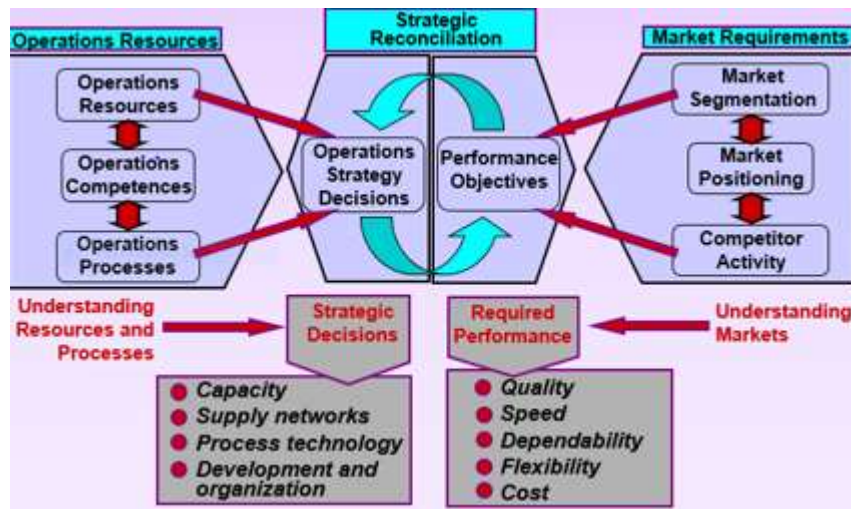 Operations Resources
Strategic
Reconciliation
Market Requirements
Operations
Resources
Operations
Competences
Operations
Processes
Operations
Strategy
Decisions
Performance
Objectives
Market
Segmentation
Market
Positioning
Competitor
Activity
Understanding
Resources and
Processes
Strategic
Decisions
Required
Performance
Understanding
Markets
Capacity
Supply networks
Process technology
Development and
organization
Quality
Speed
Dependability
Flexibility
Cost